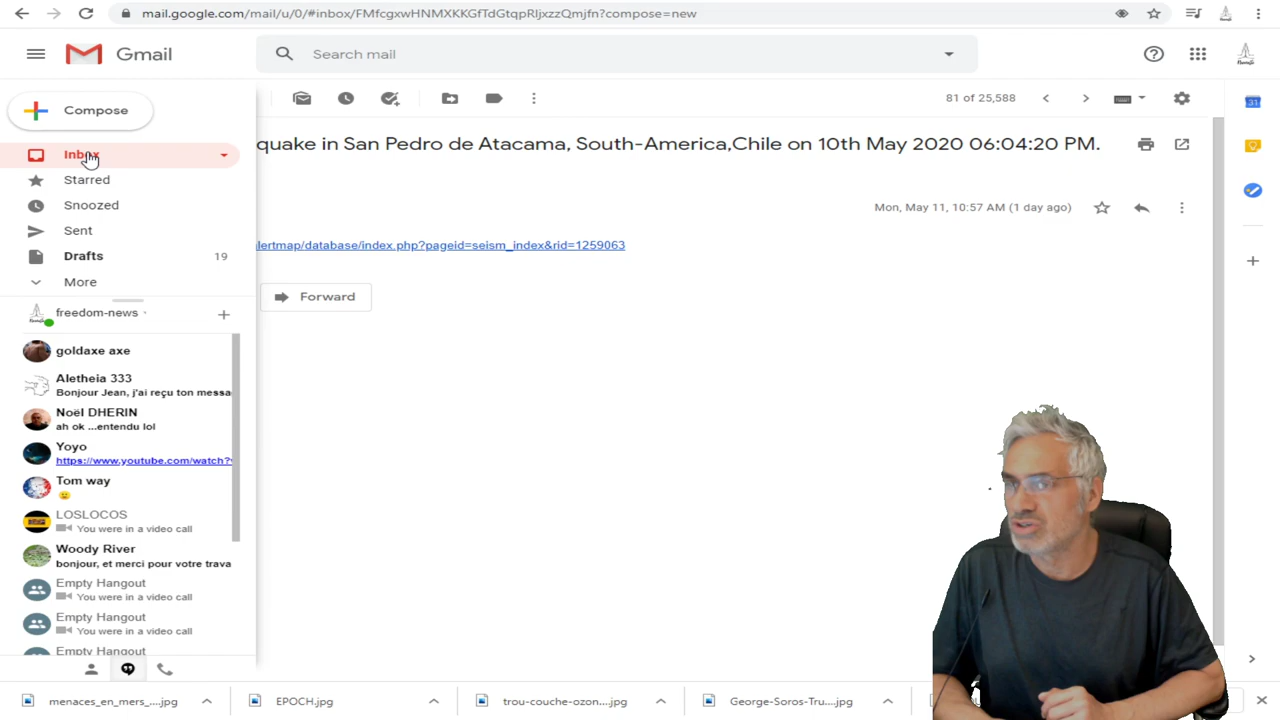 mail.google.com/mail/u/0/#inbox/FMfcgxwHNMXKKGfTdGtqpRljxzzQmjfn?compose=new
Gmail
Search mail
Compose
81 of 25,588
Inbox
quake in San Pedro de Atacama, South-America,Chile on 10th May 2020 06:04:20 PM.
Starred
Snoozed
Mon, May 11, 10:57 AM (1 day ago)
Sent
alertmap/database/index.php?pageid=seism_index&rid=1259063
Drafts
19
More
Forward
freedom-news
goldaxe axe
Aletheia 333
Bonjour Jean, j'ai reçu ton messa
Noël DHERIN
ah ok ...entendu lol
Yoyo
https://www.youtube.com/watch?
Tom way
LOSLOCOS
You were in a video call
Woody River
bonjour, et merci pour votre trava
Empty Hangout
You were in a video call
Empty Hangout
You were in a video call
Empty Hangout
menaces_en_mers_....jpg
EPOCH.jpg
trou-couche-ozon....jpg
George-Soros-Tru....jpg